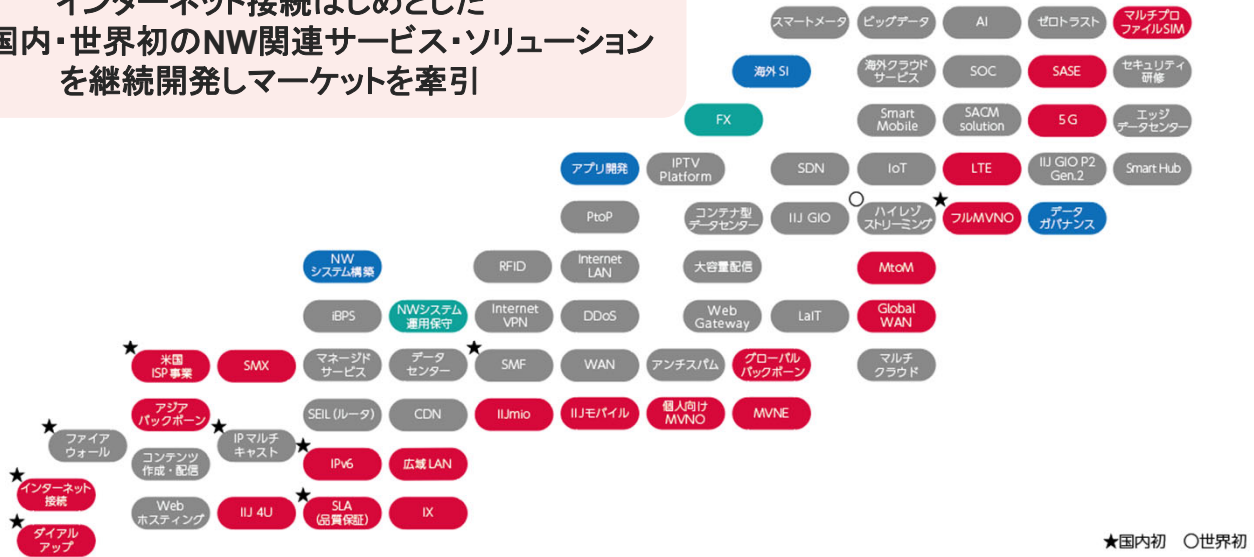 インターネット接続はじめとした
国内・世界初のNW関連サービス・ソリューション
を継続開発しマーケットを牽引
スマートメータ
ビッグデータ
AI
ゼロトラスト
マルチプロ
ファイルSIM
海外 SI
海外クラウド
サービス
SOC
SASE
セキュリティ
研修
FX
Smart
Mobile
SACM
solution
5G
エッジ
データセンター
アプリ開発
IPTV
Platform
SDN
IoT
LTE
IIJ GIO P2
Gen.2
Smart Hub
PtoP
コンテナ型
データセンター
IIJ GIO
○
ハイレゾ
ストリーミング
★
フルMVNO
データ
ガバナンス
NW
システム構築
RFID
Internet
LAN
大容量配信
MtoM
iBPS
NWシステム
運用保守
Internet
VPN
DDoS
Web
Gateway
LaIT
Global
WAN
★
米国
ISP事業
SMX
マネージド
サービス
データ
センター
★
SMF
WAN
アンチスパム
グローバル
バックボーン
マルチ
クラウド
アジア
バックボーン
SEIL (ルータ)
CDN
IIJmio
IIJモバイル
個人向け
MVNO
MVNE
★
ファイア
ウォール
コンテンツ
作成・配信
★
IPマルチ
キャスト
★
IPv6
広域 LAN
★
インターネット
接続
Web
ホスティング
IIJ 4U
★
SLA
(品質保証)
IX
★
ダイアル
アップ
★国内初 ○世界初